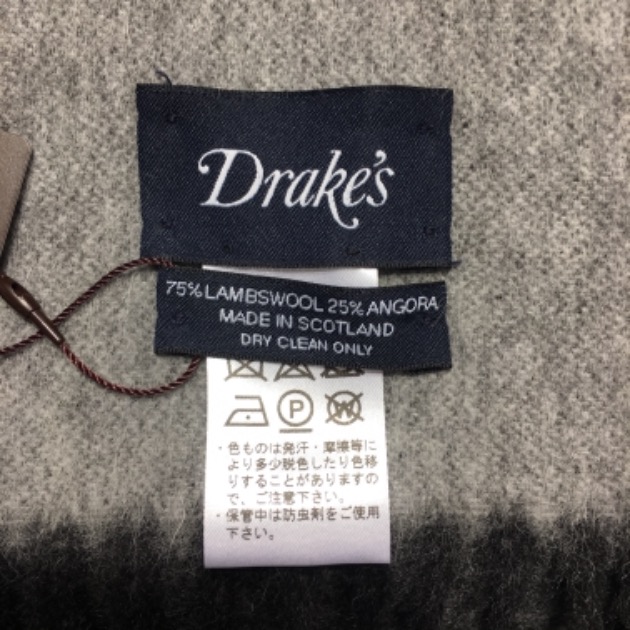 Drake's
75% LAMBSWOOL 25% ANGORA
MADE IN SCOTLAND
DRY CLEAN ONLY
P
W
・色ものは発汗・摩擦等に
より多少脱色したり色移
りすることがありますの
で、ご注意下さい。
・保管中は防虫剤をご使用
下さい。